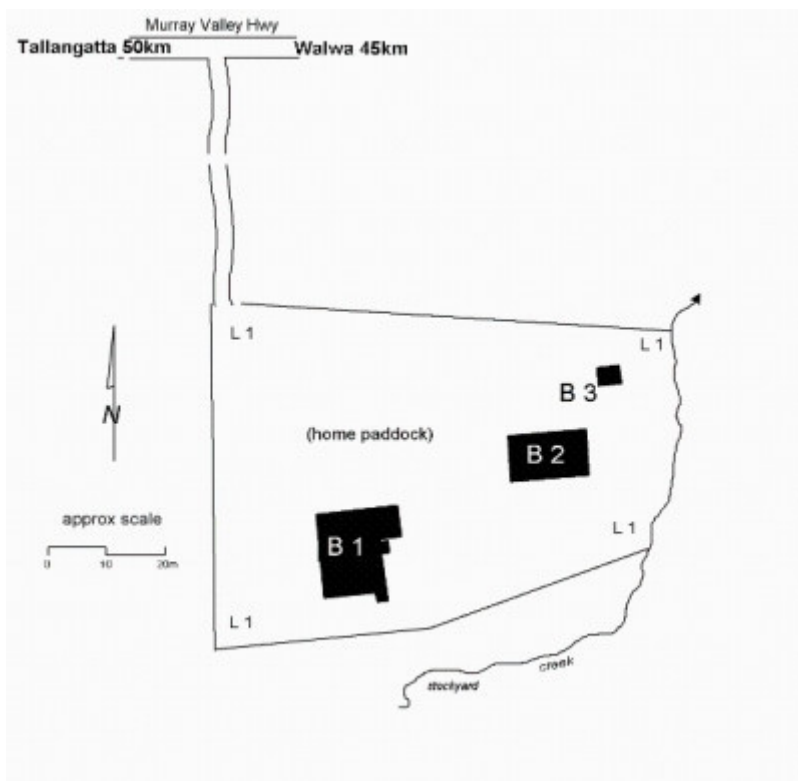 Murray Valley Hwy
Tallangatta 50km
Walwa 45km
L 1
L 1
B 3
N
(home paddock)
B 2
approx scale
L 1
B 1
0 10 20m
L 1
creek
stockyard